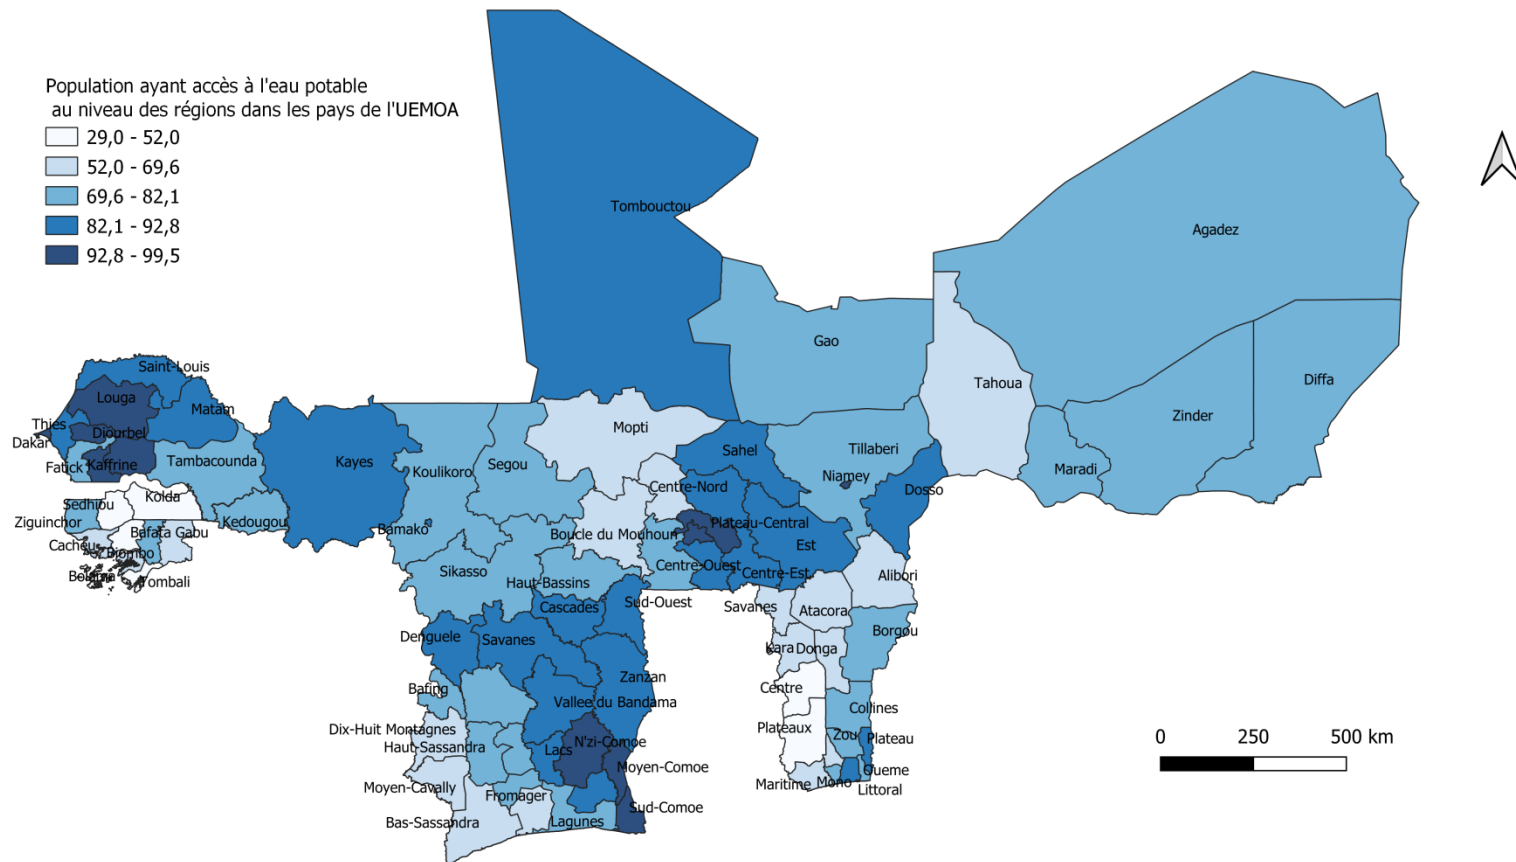 Population ayant accès à l'eau potable
au niveau des régions dans les pays de l'UEMOA
29,0 - 52,0
52,0 - 69,6
69,6 - 82,1
82,1 - 92,8
92,8 - 99,5
Tombouctou
Agadez
Gao
Saint-Louis
Tahoua
Diffa
Louga
Matam
Zinder
Thies
Diourbel
Mopti
Dakar
Sahel
Tillaberi
Fatick
Kaffrine
Tambacounda
Kayes
Koulikoro
Segou
Niamey
Maradi
Centre-Nord
Dosso
Sedhiou
Kolda
Ziguinchor
Kedougou
Bamako
Plateau-Central
Bafata
Gabu
Boucle du Mouhoun
Est
Cacheu
Biombo
Sikasso
Centre-Ouest
Centre-Est
Alibori
Tombali
Haut-Bassins
Cascades
Sud-Ouest
Savanes
Atacora
Denguele
Savanes
Borgou
Kara
Donga
Zanzan
Bafing
Centre
Vallee du Bandama
Collines
Dix-Huit Montagnes
Plateaux
Haut-Sassandra
N'zi-Comoe
Zou
Plateau
Lacs
0
250
500 km
Moyen-Comoe
Oueme
Moyen-Cavally
Maritime
Mono
Littoral
Fromager
Sud-Comoe
Bas-Sassandra
Lagunes